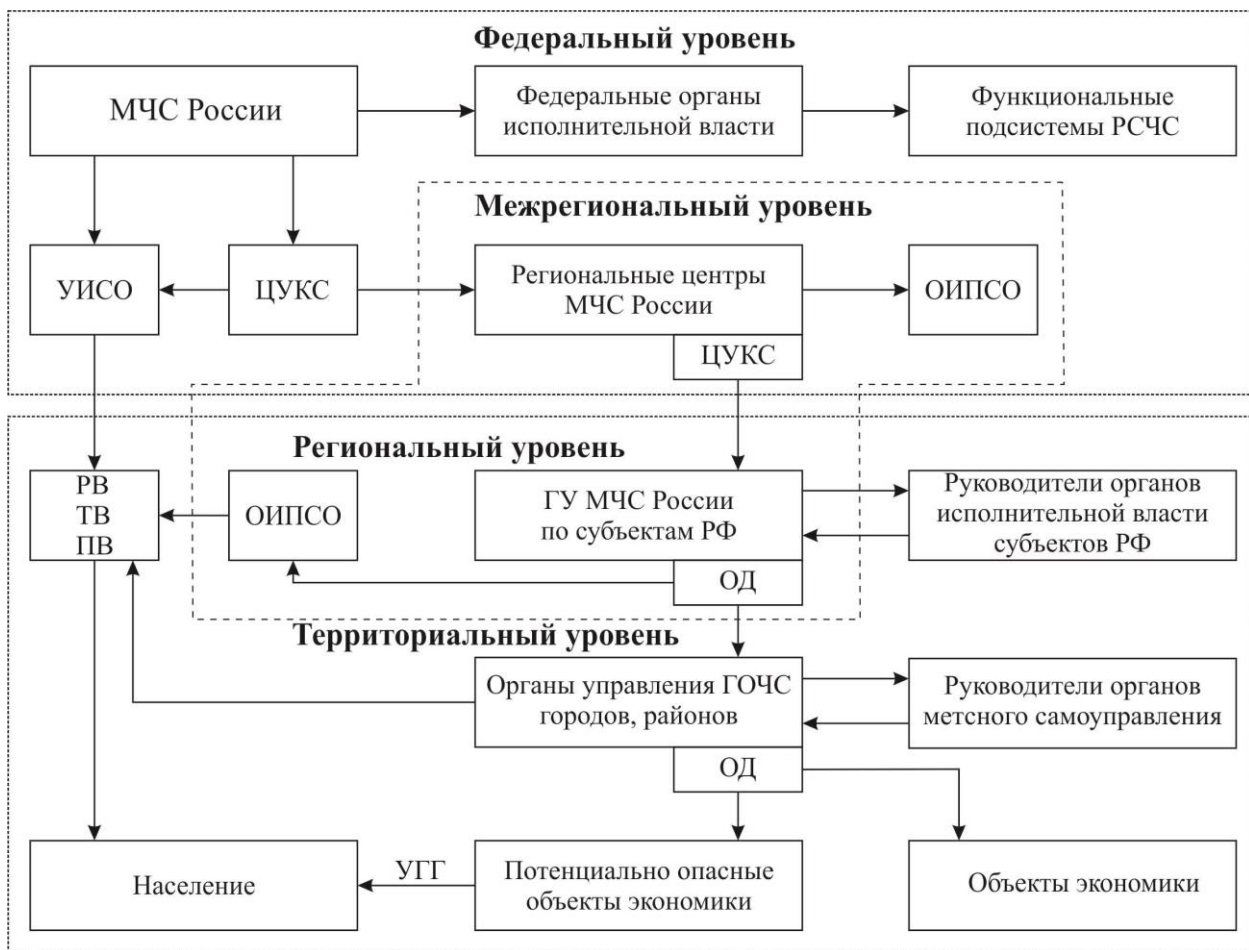 Федеральный уровень
МЧС России
Федеральные органы
исполнительной власти
Функциональные
подсистемы РСЧС
Межрегиональный уровень
УИСО
ЦУКС
Региональные центры
МЧС России
ОИПСО
ЦУКС
Региональный уровень
РВ
ТВ
ПВ
ОИПСО
ГУ МЧС России
по субъектам РФ
Руководители органов
исполнительной власти
субъектов РФ
ОД
Территориальный уровень
Органы управления ГОЧС
городов, районов
Руководители органов
метсного самоуправления
ОД
Население
УГГ
Потенциально опасные
объекты экономики
Объекты экономики